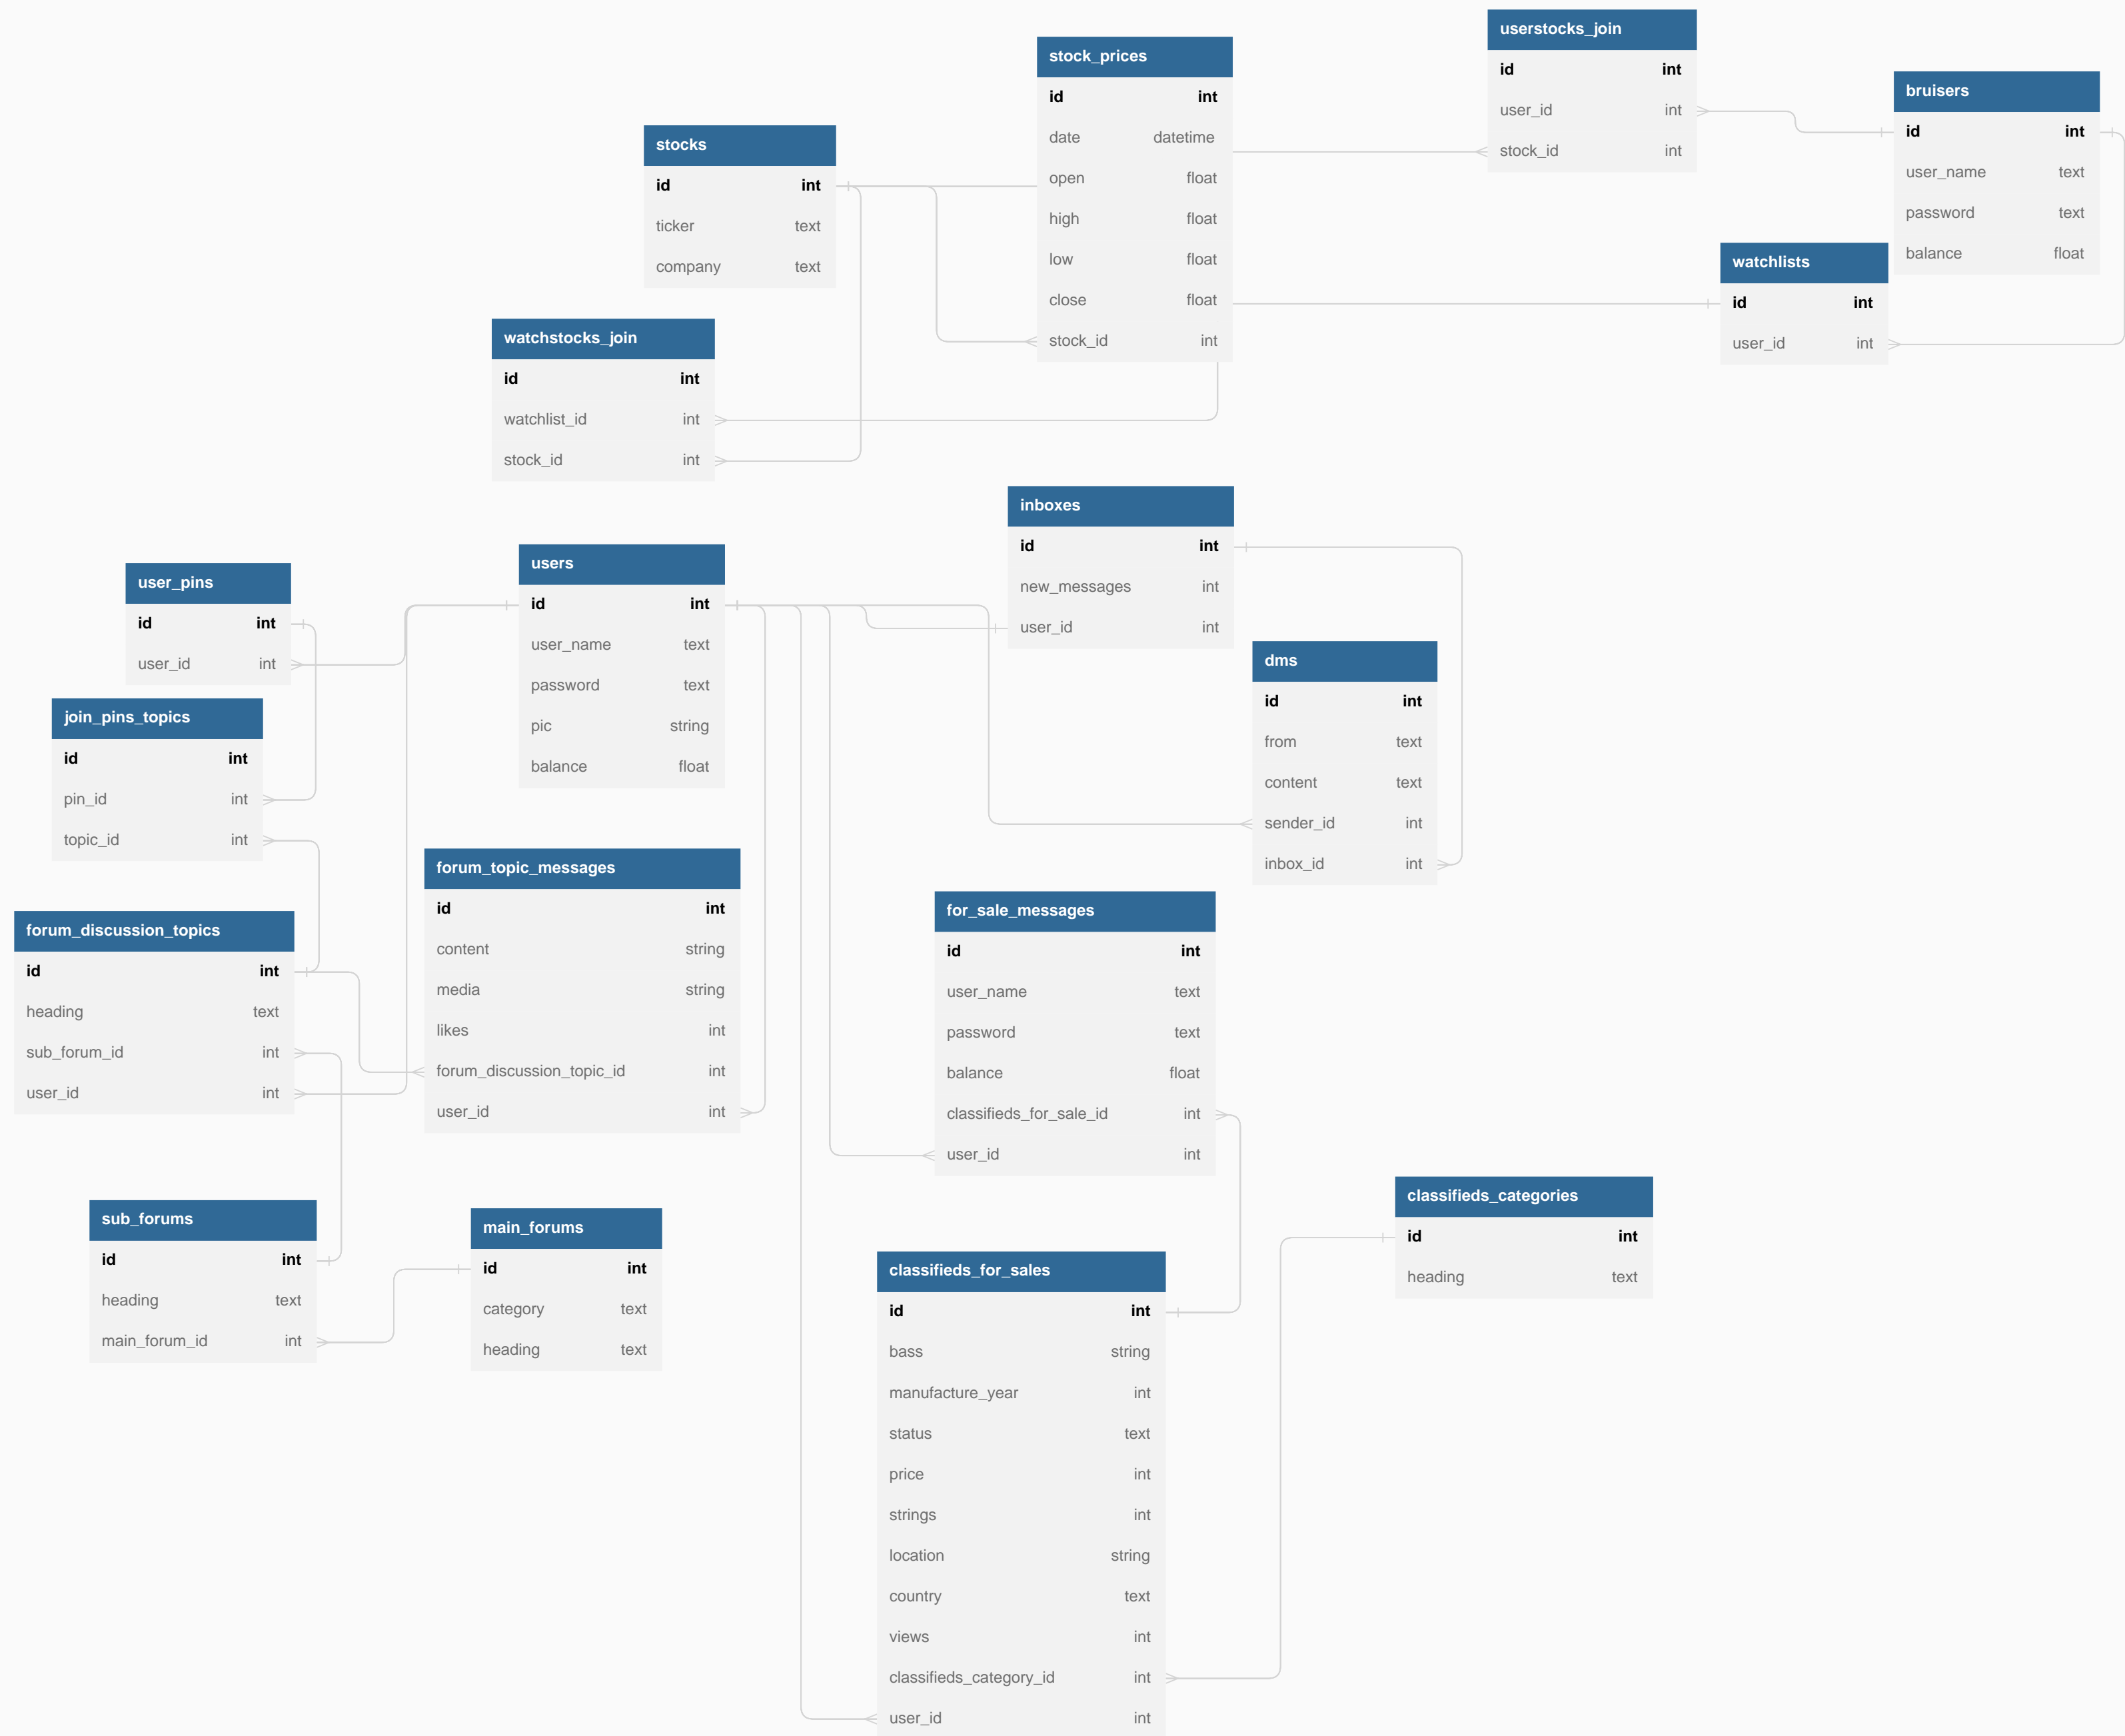 userstocks_join
id int
user_id int
stock_id int
stock_prices
id int
date datetime
open float
high float
low float
close float
stock_id int
bruisers
id int
user_name text
password text
balance float
stocks
id int
ticker text
company text
watchlists
id int
user_id int
watchstocks_join
id int
watchlist_id int
stock_id int
inboxes
id int
new_messages int
user_id int
users
id int
user_name text
password text
pic string
balance float
user_pins
id int
user_id int
dms
id int
from text
content text
sender_id int
inbox_id int
join_pins_topics
id int
pin_id int
topic_id int
forum_topic_messages
id int
content string
media string
likes int
forum_discussion_topic_id int
user_id int
for_sale_messages
id int
user_name text
password text
balance float
classifieds_for_sale_id int
user_id int
forum_discussion_topics
id int
heading text
sub_forum_id int
user_id int
classifieds_categories
id int
heading text
sub_forums
id int
heading text
main_forum_id int
main_forums
id int
category text
heading text
classifieds_for_sales
id int
bass string
manufacture_year int
status text
price int
strings int
location string
country text
views int
classifieds_category_id int
user_id int